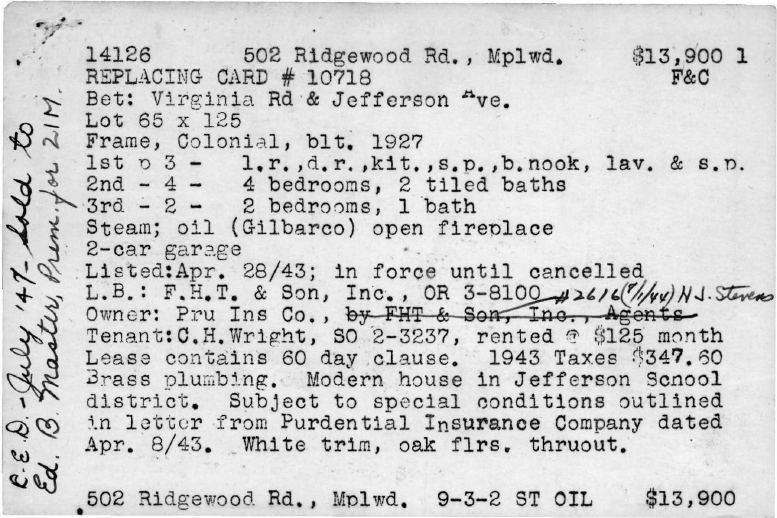 14126 502 Ridgewood Rd., Mplwd. $13,900 1
REPLACING CARD # 10718 F&C
Bet: Virginia Rd & Jefferson Ave.
Lot 65 x 125
Frame, Colonial, blt. 1927
1st p 3 - l.r.,d.r.,kit.,s.p.,b.nook, lav. & s.p.
2nd - 4 - 4 bedrooms, 2 tiled baths
3rd - 2 - 2 bedrooms, 1 bath
Steam; oil (Gilbarco) open fireplace
2-car garage
Listed:Apr. 28/43; in force until cancelled
L.B.: F.H.T. & Son, Inc., OR 3-8100 #2616 (7/1/44) N.J. Stevens
Owner: Pru Ins Co., by FHT & Son, Inc., Agents
Tenant:C.H.Wright, SO 2-3237, rented @ $125 month
Lease contains 60 day clause. 1943 Taxes $347.60
Brass plumbing. Modern house in Jefferson School
district. Subject to special conditions outlined
in letter from Purdential Insurance Company dated
Apr. 8/43. White trim, oak flrs. thruout.
502 Ridgewood Rd., Mplwd. 9-3-2 ST OIL $13,900
R.E.D. - July '47 - Sold to
Ed. B. Master, Prem. for 21M.